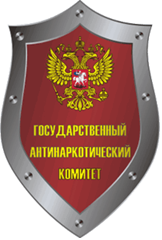 ГОСУДАРСТВЕННЫЙ
АНТИНАРКОТИЧЕСКИЙ
КОМИТЕТ